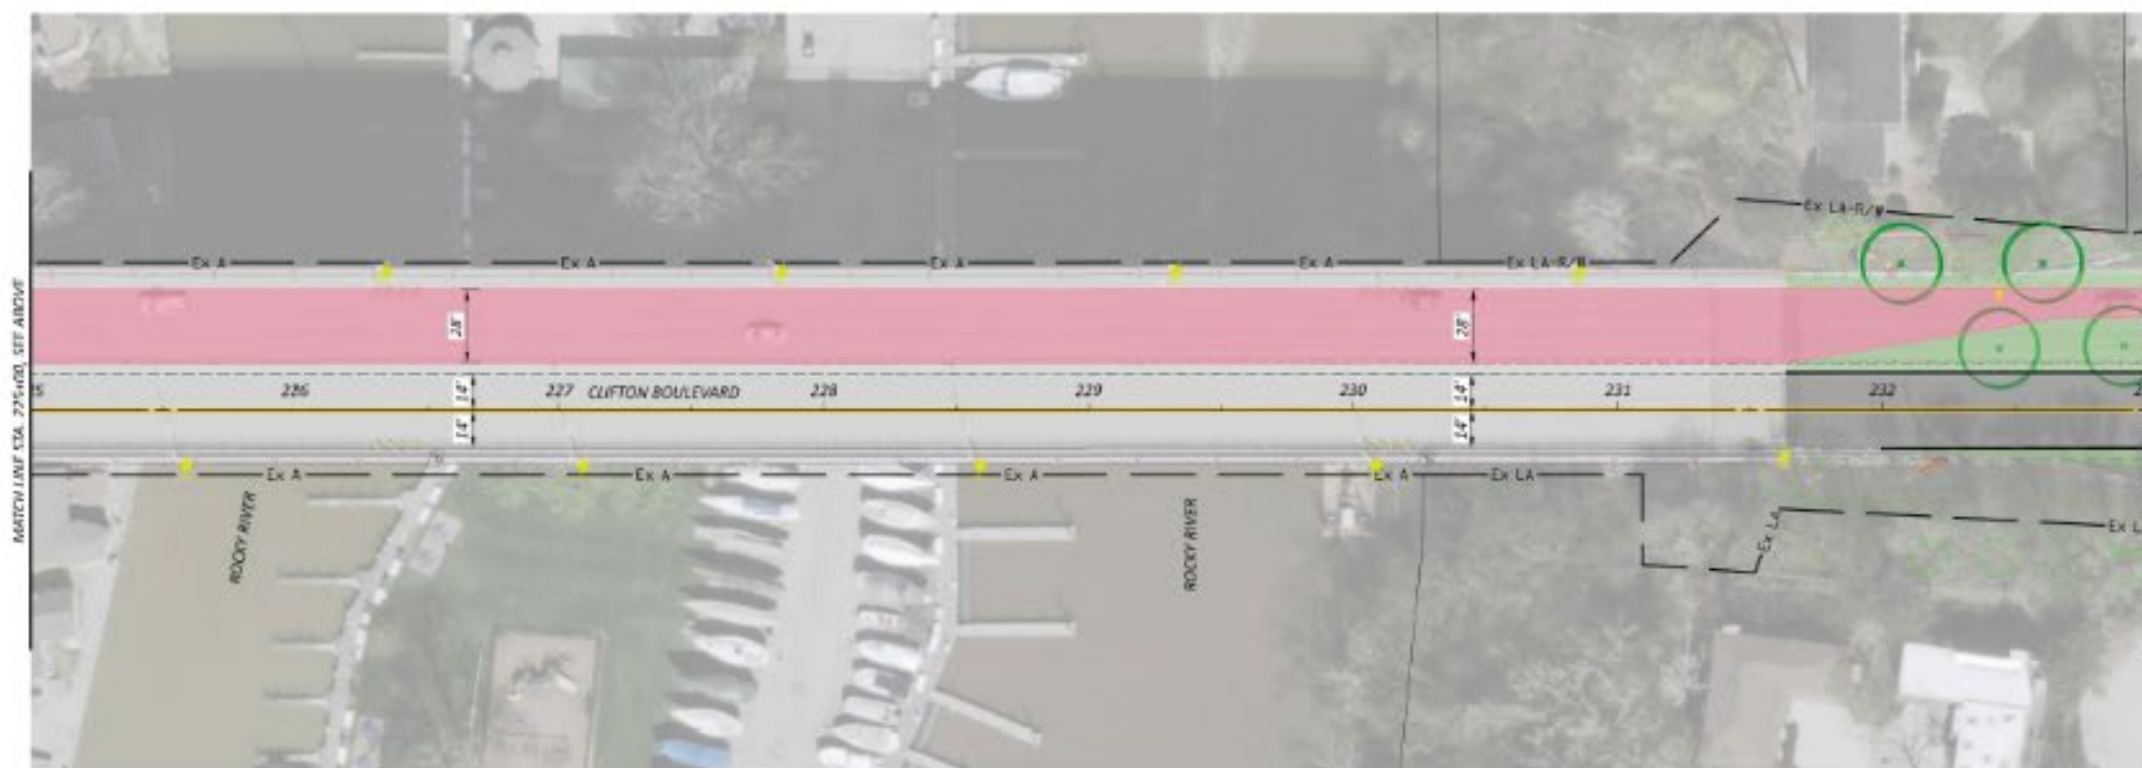 Ex LA-R/W
Ex A
Ex A
Ex A
Ex A
Ex LA-R/W
28'
28'
MATCH LINE STA. 225+00, SEE ABOVE
226
227
CLIFTON BOULEVARD
228
229
230
231
232
14'
14'
14'
14'
Ex A
Ex A
Ex A
Ex A
Ex LA
Ex LA
ROCKY RIVER
ROCKY RIVER